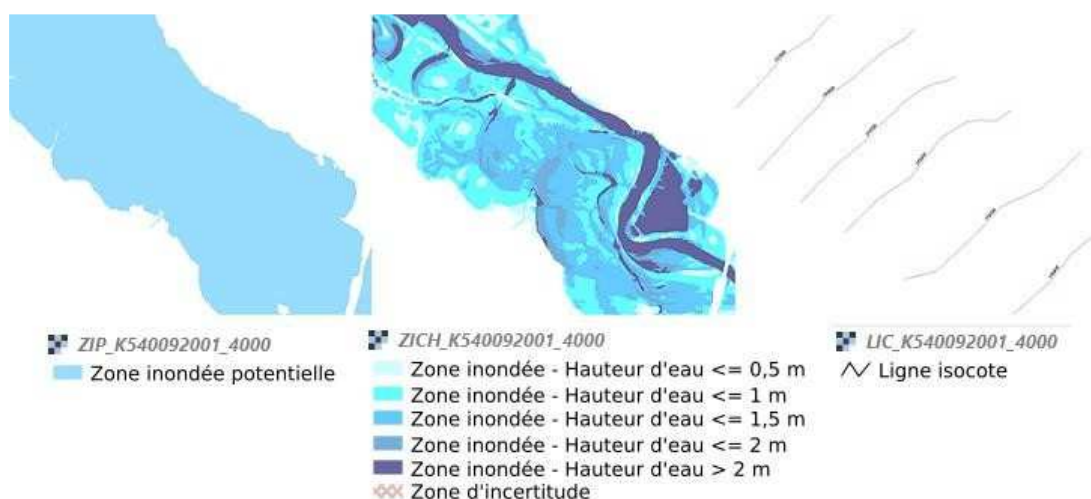 ZIP_K540092001_4000
Zone inondée potentielle
ZICH_K540092001_4000
Zone inondée - Hauteur d'eau <= 0,5 m
Zone inondée - Hauteur d'eau <= 1 m
Zone inondée - Hauteur d'eau <= 1,5 m
Zone inondée - Hauteur d'eau <= 2 m
Zone inondée - Hauteur d'eau > 2 m
Zone d'incertitude
LIC_K540092001_4000
Ligne isocote